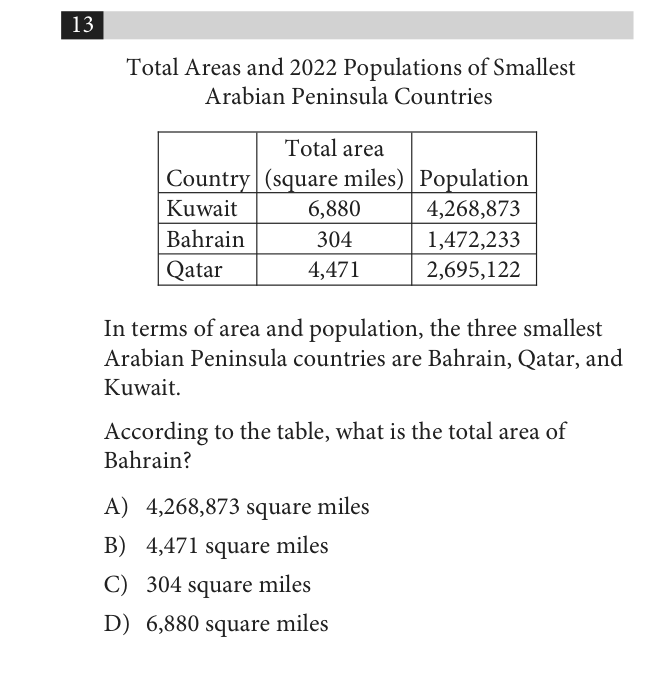 13
Total Areas and 2022 Populations of Smallest
Arabian Peninsula Countries
Total area
Country (square miles) Population
Kuwait 6,880 4,268,873
Bahrain 304 1,472,233
Qatar 4,471 2,695,122
In terms of area and population, the three smallest
Arabian Peninsula countries are Bahrain, Qatar, and
Kuwait.
According to the table, what is the total area of
Bahrain?
A) 4,268,873 square miles
B) 4,471 square miles
C) 304 square miles
D) 6,880 square miles